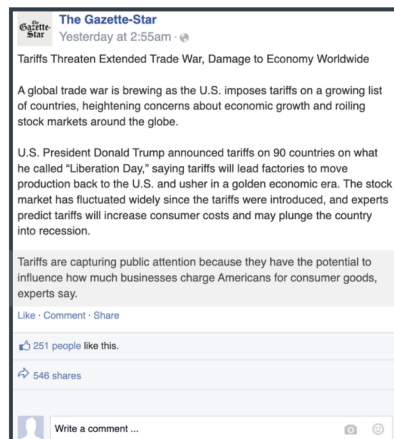 The
Gazette-
Star
The Gazette-Star
Yesterday at 2:55am ·
Tariffs Threaten Extended Trade War, Damage to Economy Worldwide
A global trade war is brewing as the U.S. imposes tariffs on a growing list
of countries, heightening concerns about economic growth and roiling
stock markets around the globe.
U.S. President Donald Trump announced tariffs on 90 countries on what
he called “Liberation Day,” saying tariffs will lead factories to move
production back to the U.S. and usher in a golden economic era. The stock
market has fluctuated widely since the tariffs were introduced, and experts
predict tariffs will increase consumer costs and may plunge the country
into recession.
Tariffs are capturing public attention because they have the potential to
influence how much businesses charge Americans for consumer goods,
experts say.
Like · Comment · Share
251 people like this.
546 shares
Write a comment ...